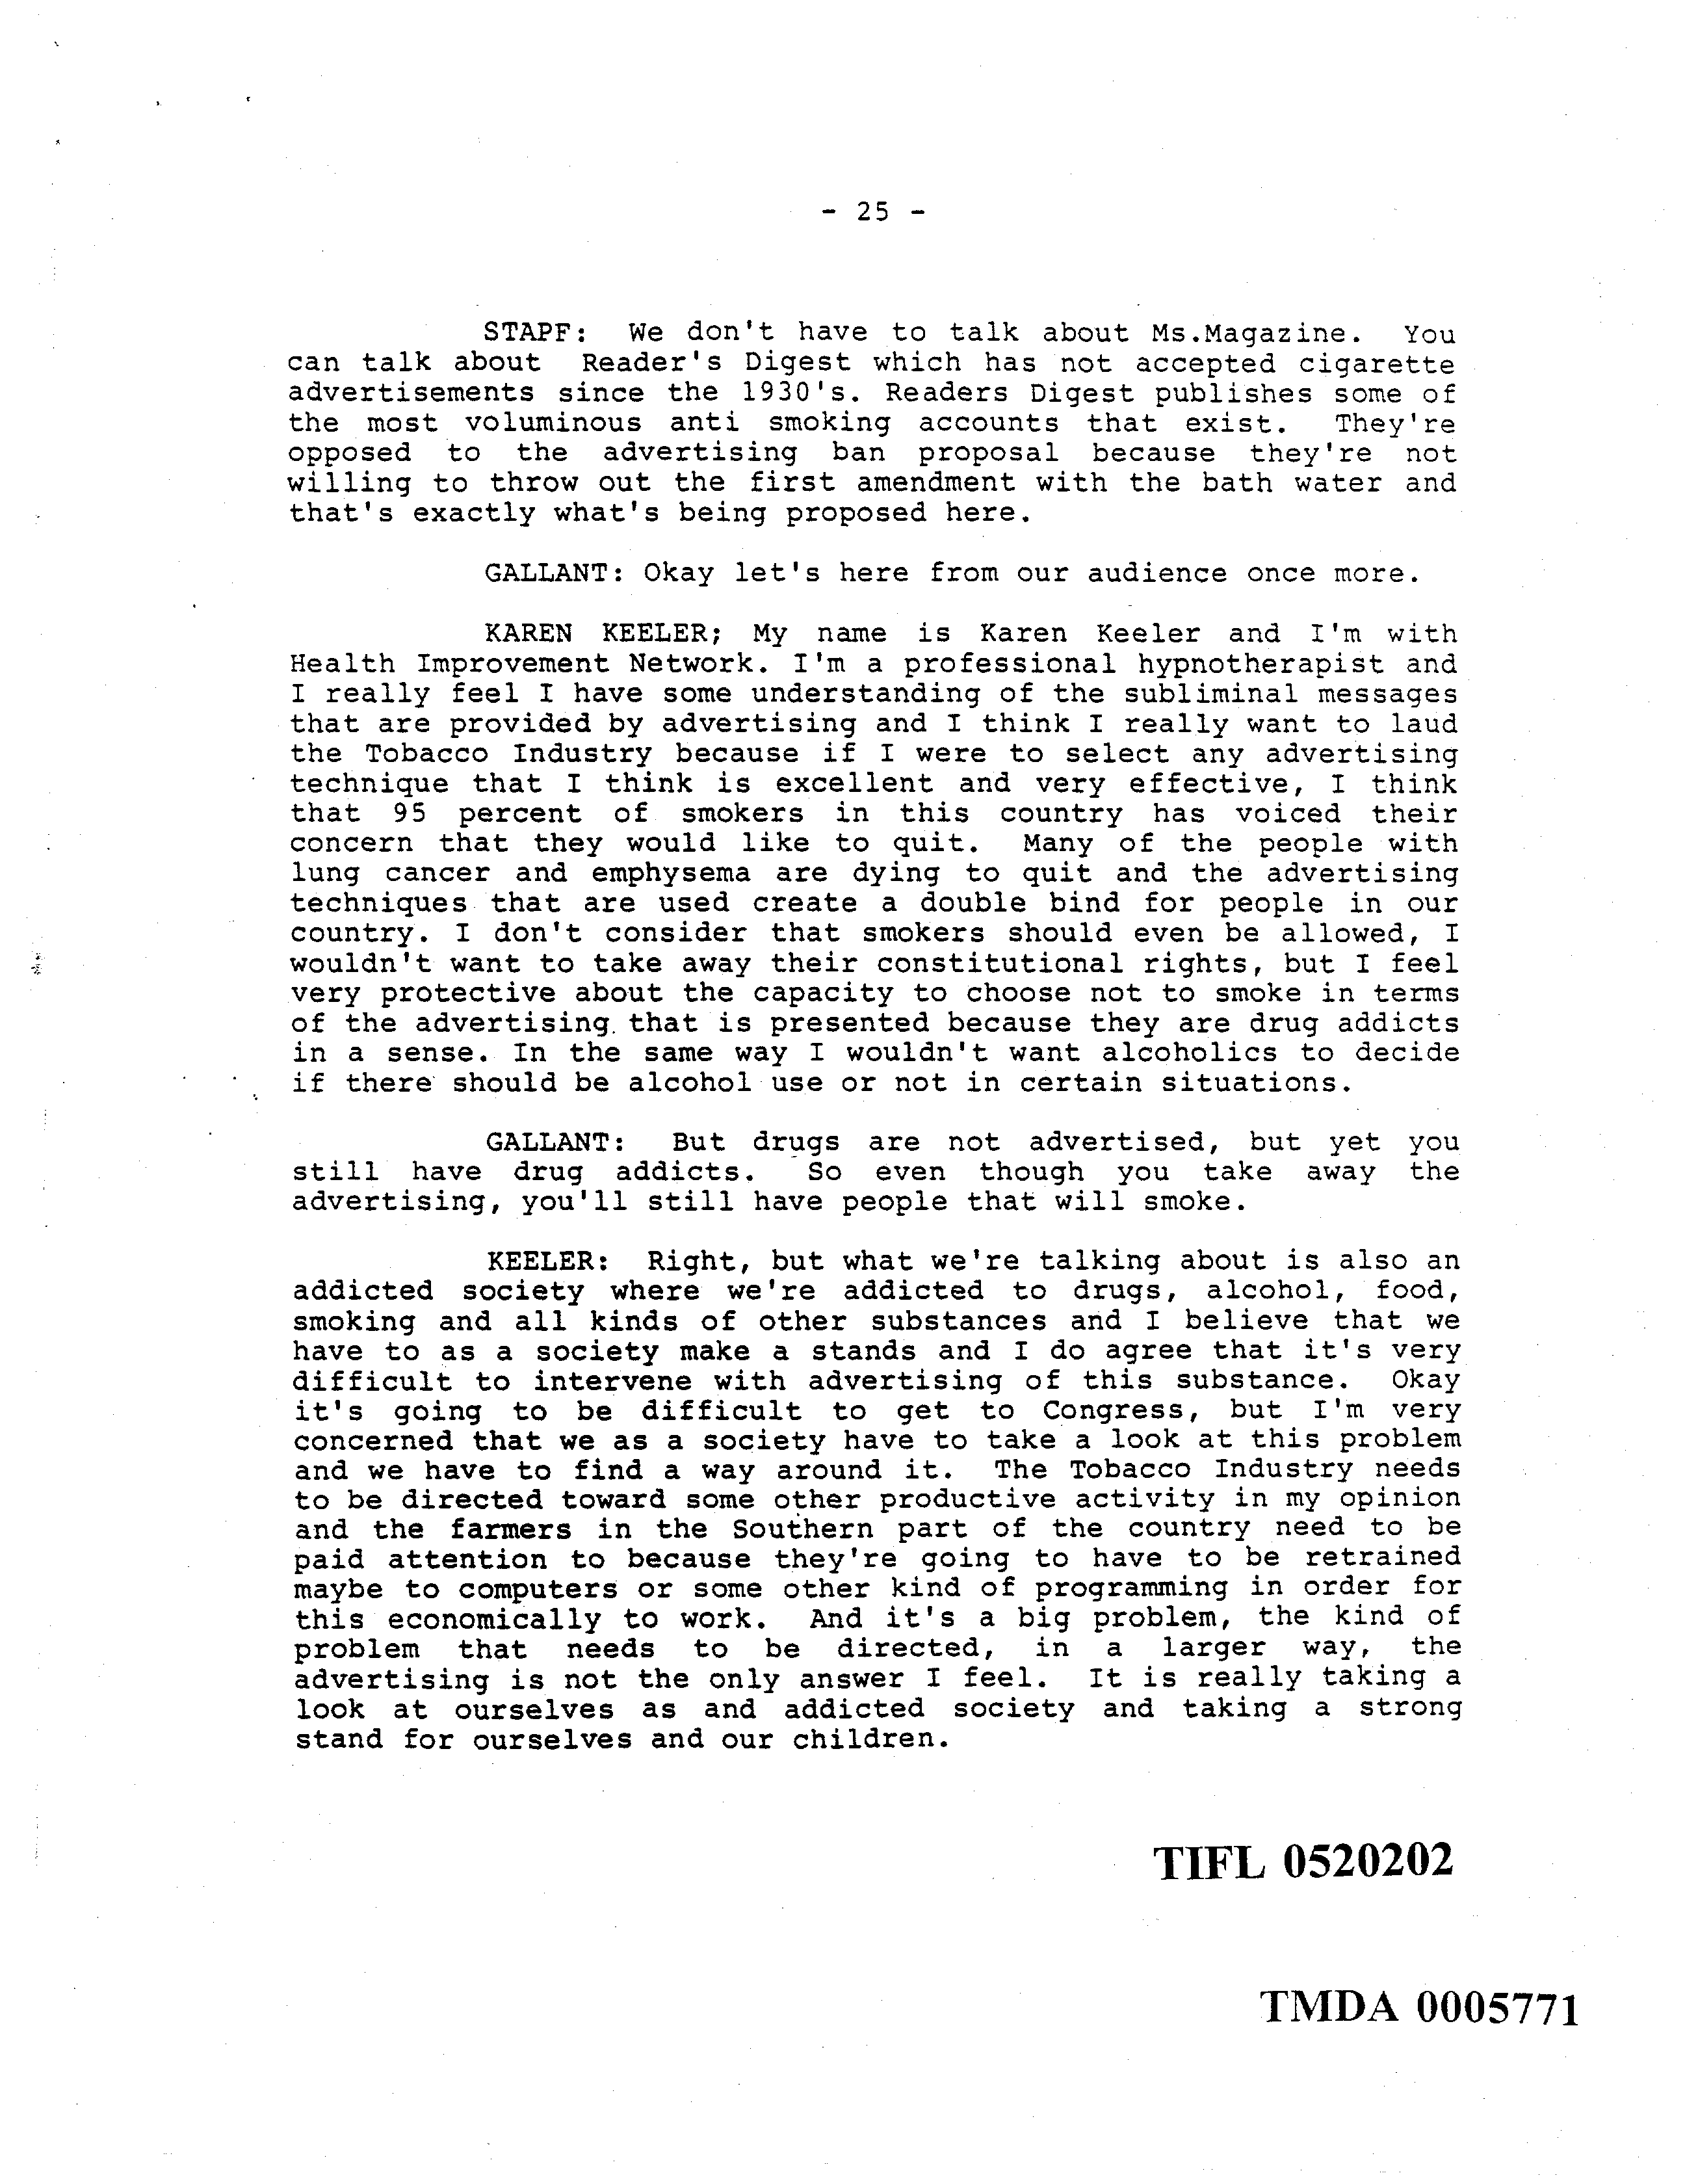 - 25 -
STAPF: We don't have to talk about Ms.Magazine. You
can talk about Reader's Digest which has not accepted cigarette
advertisements since the 1930's. Readers Digest publishes some of
the most voluminous anti smoking accounts that exist. They're
opposed to the advertising ban proposal because they're not
willing to throw out the first amendment with the bath water and
that's exactly what's being proposed here.
GALLANT: Okay let's here from our audience once more.
KAREN KEELER; My name is Karen Keeler and I'm with
Health Improvement Network. I'm a professional hypnotherapist and
I really feel I have some understanding of the subliminal messages
that are provided by advertising and I think I really want to laud
the Tobacco Industry because if I were to select any advertising
technique that I think is excellent and very effective, I think
that 95 percent of smokers in this country has voiced their
concern that they would like to quit. Many of the people with
lung cancer and emphysema are dying to quit and the advertising
techniques that are used create a double bind for people in our
country. I don't consider that smokers should even be allowed, I
wouldn't want to take away their constitutional rights, but I feel
very protective about the capacity to choose not to smoke in terms
of the advertising that is presented because they are drug addicts
in a sense. In the same way I wouldn't want alcoholics to decide
if there should be alcohol use or not in certain situations.
GALLANT: But drugs are not advertised, but yet you
still have drug addicts. So even though you take away the
advertising, you'll still have people that will smoke.
KEELER: Right, but what we're talking about is also an
addicted society where we're addicted to drugs, alcohol, food,
smoking and all kinds of other substances and I believe that we
have to as a society make a stands and I do agree that it's very
difficult to intervene with advertising of this substance. Okay
it's going to be difficult to get to Congress, but I'm very
concerned that we as a society have to take a look at this problem
and we have to find a way around it. The Tobacco Industry needs
to be directed toward some other productive activity in my opinion
and the farmers in the Southern part of the country need to be
paid attention to because they're going to have to be retrained
maybe to computers or some other kind of programming in order for
this economically to work. And it's a big problem, the kind of
problem that needs to be directed, in a larger way, the
advertising is not the only answer I feel. It is really taking a
look at ourselves as and addicted society and taking a strong
stand for ourselves and our children.
TIFL 0520202
TMDA 0005771